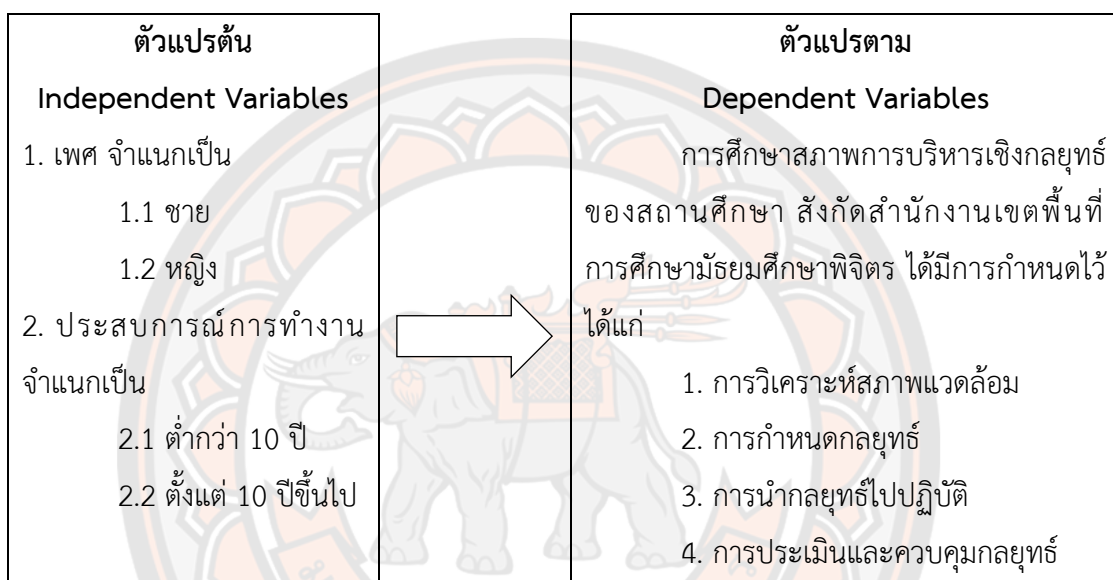 ตัวแปรต้น
Independent Variables
1. เพศ จำแนกเป็น
1.1 ชาย
1.2 หญิง
2. ประสบการณ์การทำงาน
จำแนกเป็น
2.1 ต่ำกว่า 10 ปี
2.2 ตั้งแต่ 10 ปีขึ้นไป
ตัวแปรตาม
Dependent Variables
การศึกษาสภาพการบริหารเชิงกลยุทธ์
ของสถานศึกษา สังกัดสำนักงานเขตพื้นที่
การศึกษามัธยมศึกษาพิจิตร ได้มีการกำหนดไว้
ได้แก่
1. การวิเคราะห์สภาพแวดล้อม
2. การกำหนดกลยุทธ์
3. การนำกลยุทธ์ไปปฏิบัติ
4. การประเมินและควบคุมกลยุทธ์